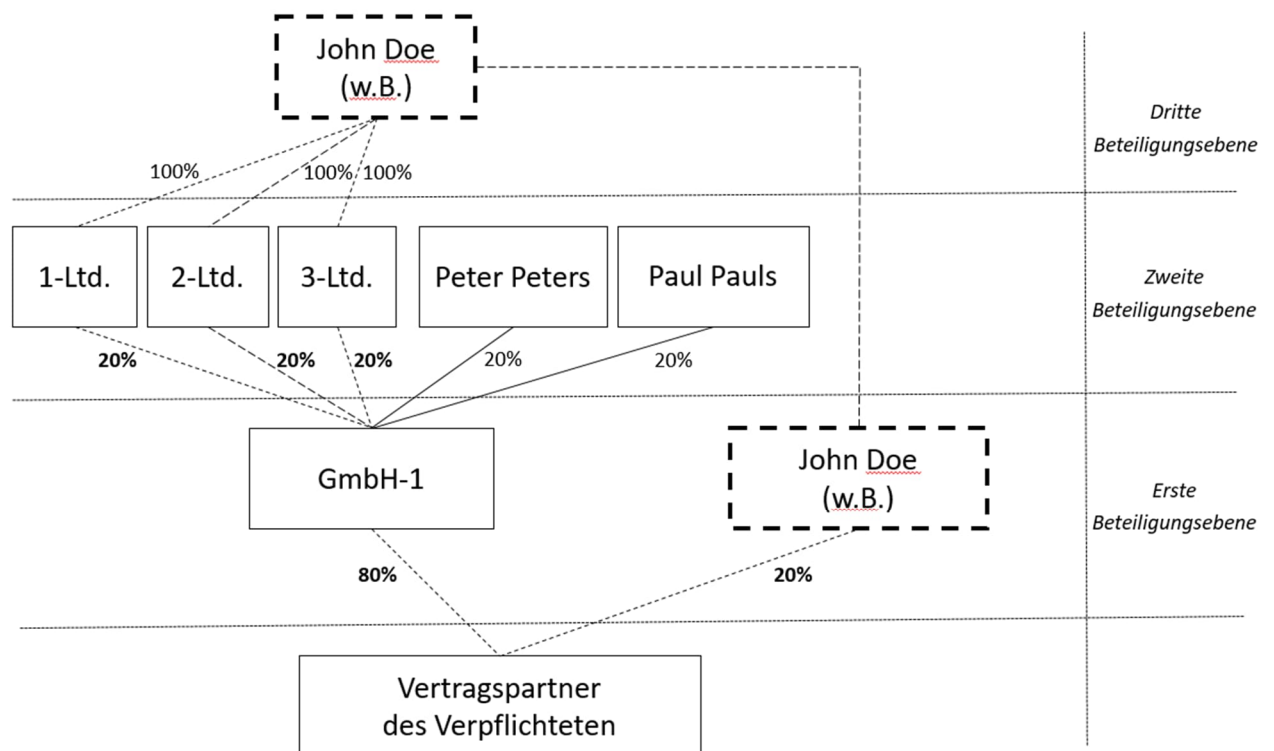 John Doe
(w.B.)
Dritte
Beteiligungsebene
100%
100%
100%
1-Ltd.
2-Ltd.
3-Ltd.
Peter Peters
Paul Pauls
Zweite
Beteiligungsebene
20%
20%
20%
20%
20%
GmbH-1
John Doe
(w.B.)
Erste
Beteiligungsebene
80%
20%
Vertragspartner
des Verpflichteten